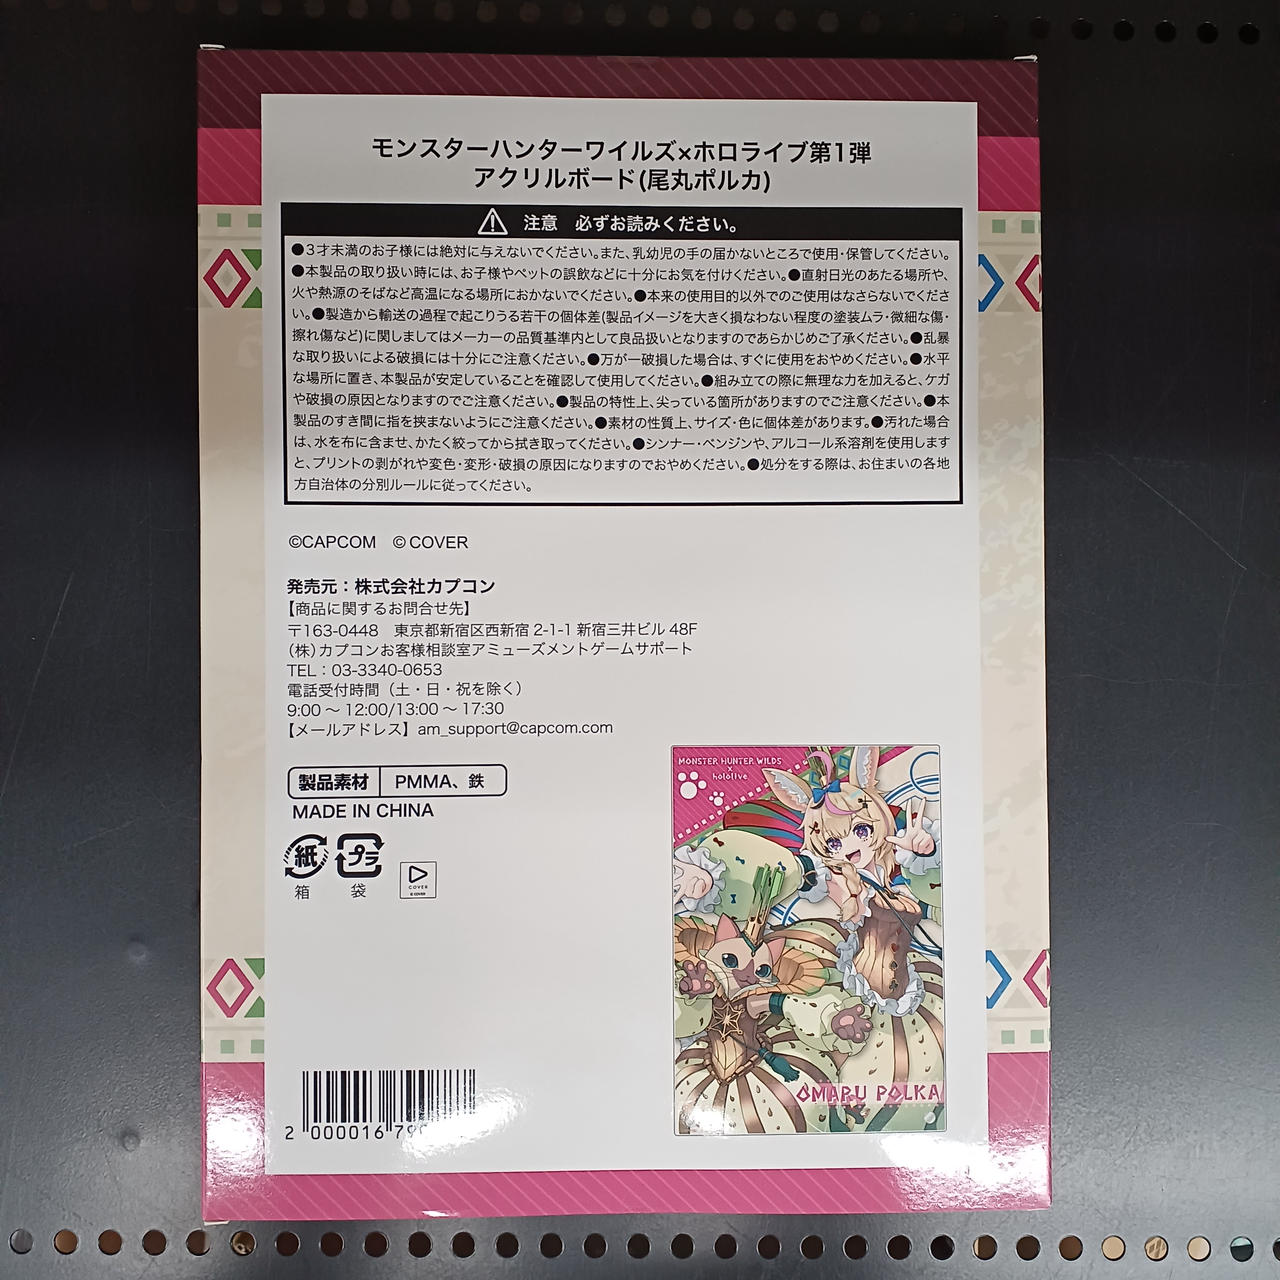 モンスターハンターワイルズ×ホロライブ第1弾
アクリルボード(尾丸ポルカ)
注意　必ずお読みください。
●3才未満のお子様には絶対に与えないでください。また、乳幼児の手の届かないところで使用・保管してください。
●本製品の取り扱い時には、お子様やペットの誤飲などに十分にお気を付けください。●直射日光のあたる場所や、
火や熱源のそばなど高温になる場所におかないでください。●本来の使用目的以外でのご使用はなさらないでくださ
い。●製造から輸送の過程で起こりうる若干の個体差(製品イメージを大きく損なわない程度の塗装ムラ・微細な傷・
擦れ傷など)に関しましてはメーカーの品質基準内として良品扱いとなりますのであらかじめご了承ください。●乱暴
な取り扱いによる破損には十分にご注意ください。●万が一破損した場合は、すぐに使用をおやめください。●水平
な場所に置き、本製品が安定していることを確認して使用してください。●組み立ての際に無理な力を加えると、ケガ
や破損の原因となりますのでご注意ください。●製品の特性上、尖っている箇所がありますのでご注意ください。●本
製品のすき間に指を挟まないようにご注意ください。●素材の性質上、サイズ・色に個体差があります。●汚れた場合
は、水を布に含ませ、かたく絞ってから拭き取ってください。●シンナー・ベンジンや、アルコール系溶剤を使用します
と、プリントの剥がれや変色・変形・破損の原因になりますのでおやめください。●処分をする際は、お住まいの各地
方自治体の分別ルールに従ってください。
©CAPCOM　© COVER
発売元：株式会社カプコン
【商品に関するお問合せ先】
〒163-0448　東京都新宿区西新宿 2-1-1 新宿三井ビル 48F
（株）カプコンお客様相談室アミューズメントゲームサポート
TEL：03-3340-0653
電話受付時間（土・日・祝を除く）
9:00 ～ 12:00/13:00 ～ 17:30
【メールアドレス】am_support@capcom.com
製品素材 PMMA、鉄
MADE IN CHINA
紙 プラ
箱 袋
COVER
© COVER
MONSTER HUNTER WILDS
×
hololive
OMARU POLKA
2 000016 79